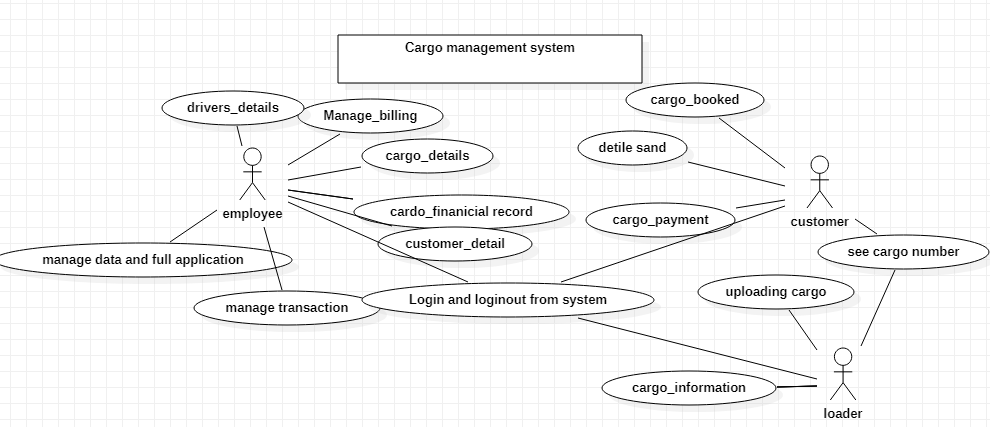 Cargo management system
drivers_details
Manage_billing
cargo_booked
cargo_details
detile sand
employee
cardo_finanicial record
cargo_payment
customer
customer_detail
manage data and full application
see cargo number
manage transaction
Login and loginout from system
uploading cargo
cargo_information
loader